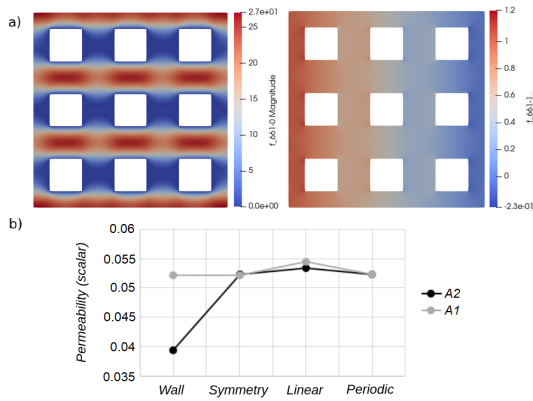 a)
2.7e+01
20
15
10
5
0.0e+00
f_661-0 Magnitude
1.2
1
0.8
0.6
0.4
0.2
0
-2.3e-01
f_661-1...
b)
Permeability (scalar)
0.06
0.055
0.05
0.045
0.04
0.035
Wall Symmetry Linear Periodic
A2
A1